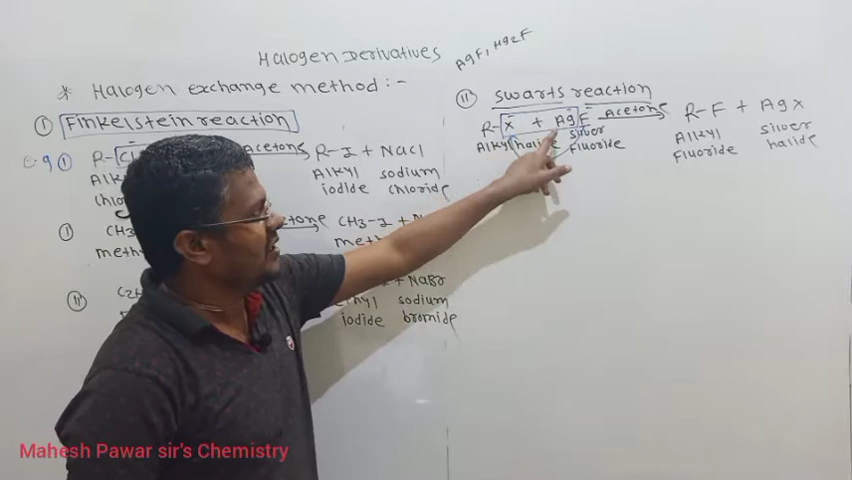 Halogen Derivatives
AgF, Hg2F
* Halogen exchange method:-
I Finkelstein reaction
e.g I R-Cl Acetone R-I + NaCl
Alkyl sodium
iodide chloride
I CH3 CH3-I +
meth
II C2H NaBr
ethyl sodium
iodide bromide
II swarts reaction
R-X + AgF Acetone R-F + AgX
Alkyl halide silver Fluoride Alkyl Fluoride silver halide
Mahesh Pawar sir's Chemistry